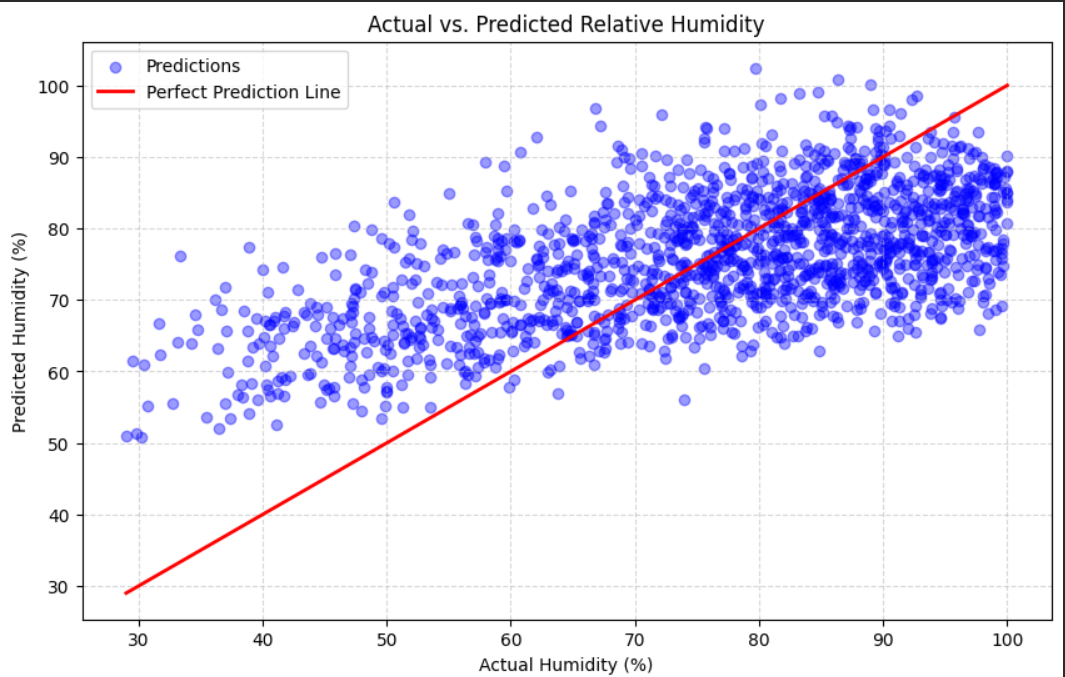 Actual vs. Predicted Relative Humidity
Predictions
Perfect Prediction Line
100
90
80
70
60
50
40
30
Predicted Humidity (%)
30 40 50 60 70 80 90 100
Actual Humidity (%)